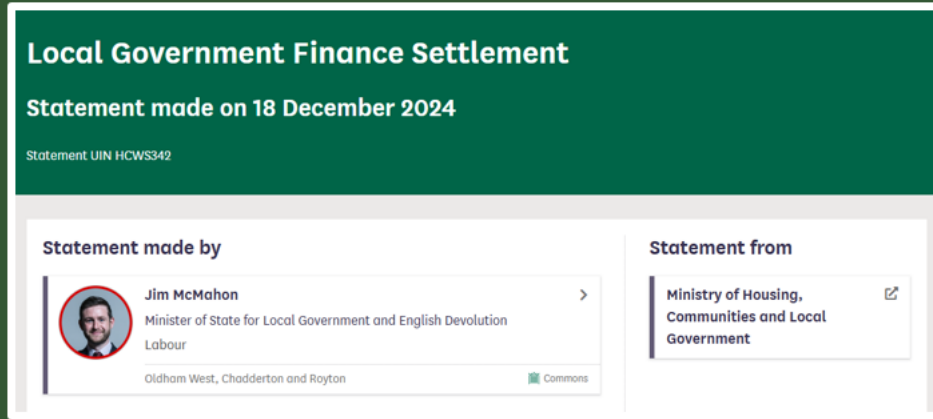 Local Government Finance Settlement
Statement made on 18 December 2024
Statement UIN HCWS342
Statement made by
Jim McMahon
Minister of State for Local Government and English Devolution
Labour
Oldham West, Chadderton and Royton
Commons
Statement from
Ministry of Housing,
Communities and Local
Government